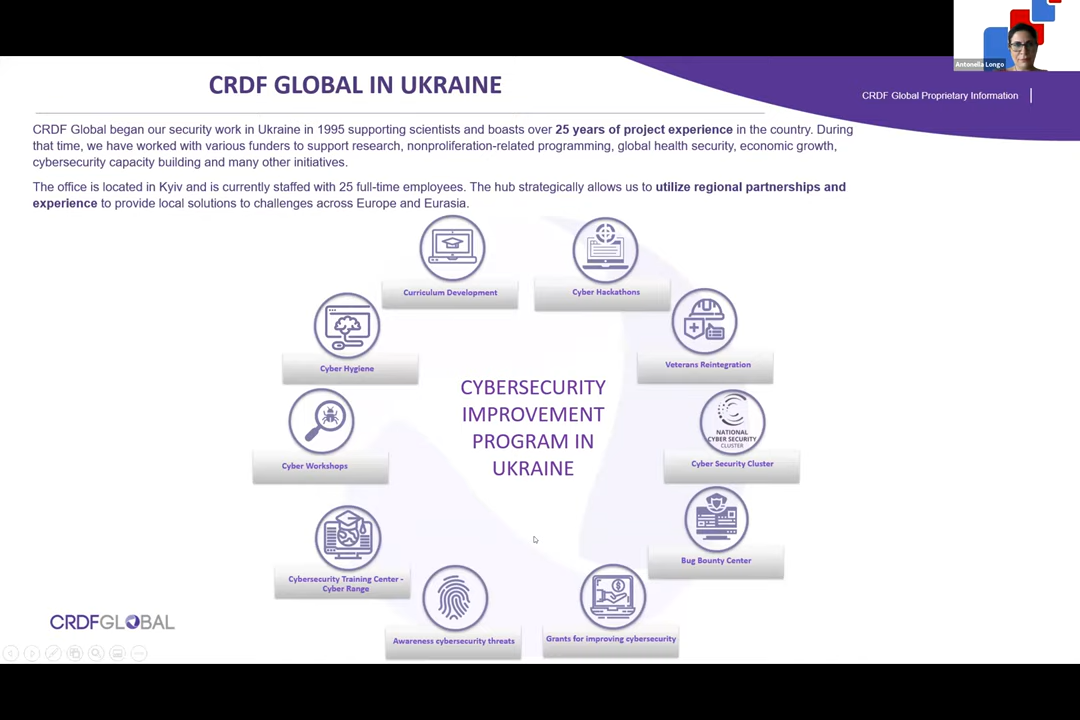 Antonella Longo
CRDF GLOBAL IN UKRAINE
CRDF Global Proprietary Information
CRDF Global began our security work in Ukraine in 1995 supporting scientists and boasts over 25 years of project experience in the country. During
that time, we have worked with various funders to support research, nonproliferation-related programming, global health security, economic growth,
cybersecurity capacity building and many other initiatives.
The office is located in Kyiv and is currently staffed with 25 full-time employees. The hub strategically allows us to utilize regional partnerships and
experience to provide local solutions to challenges across Europe and Eurasia.
Curriculum Development
Cyber Hackathons
Cyber Hygiene
Veterans Reintegration
CYBERSECURITY
IMPROVEMENT
PROGRAM IN
UKRAINE
NATIONAL
CYBER SECURITY
CLUSTER
Cyber Workshops
Cyber Security Cluster
Bug Bounty Center
Cybersecurity Training Center -
Cyber Range
Awareness cybersecurity threats
Grants for improving cybersecurity
CRDFGLOBAL